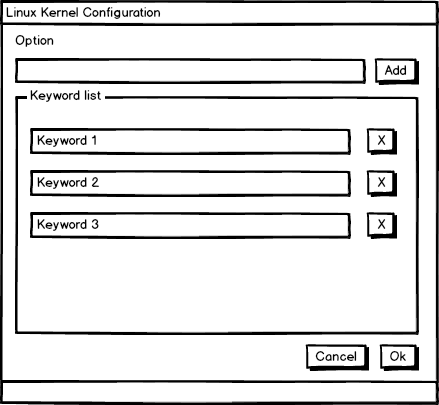 Linux Kernel Configuration
Option
Add
Keyword list
Keyword 1 X
Keyword 2 X
Keyword 3 X
Cancel Ok